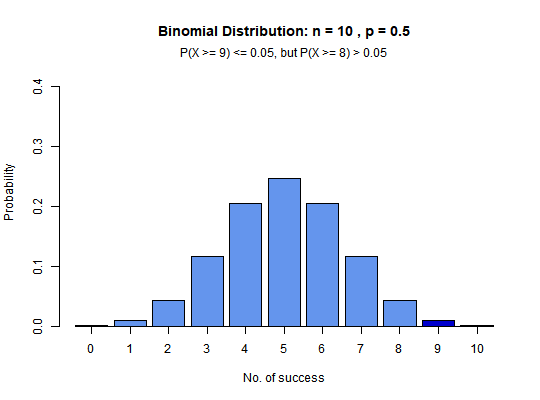 Binomial Distribution: n = 10 , p = 0.5
P(X >= 9) <= 0.05, but P(X >= 8) > 0.05
Probability
0.4
0.3
0.2
0.1
0.0
0 1 2 3 4 5 6 7 8 9 10
No. of success